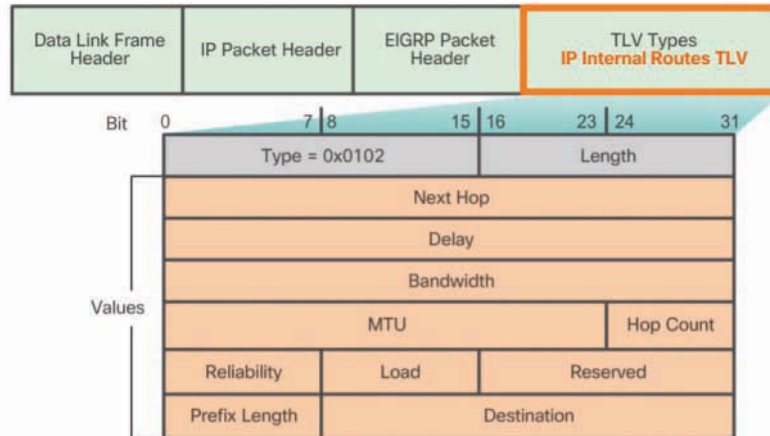 Data Link Frame
Header
IP Packet Header
EIGRP Packet
Header
TLV Types
IP Internal Routes TLV
Bit 0 7 8 15 16 23 24 31
Type = 0x0102 Length
Next Hop
Delay
Bandwidth
Values
MTU Hop Count
Reliability Load Reserved
Prefix Length Destination